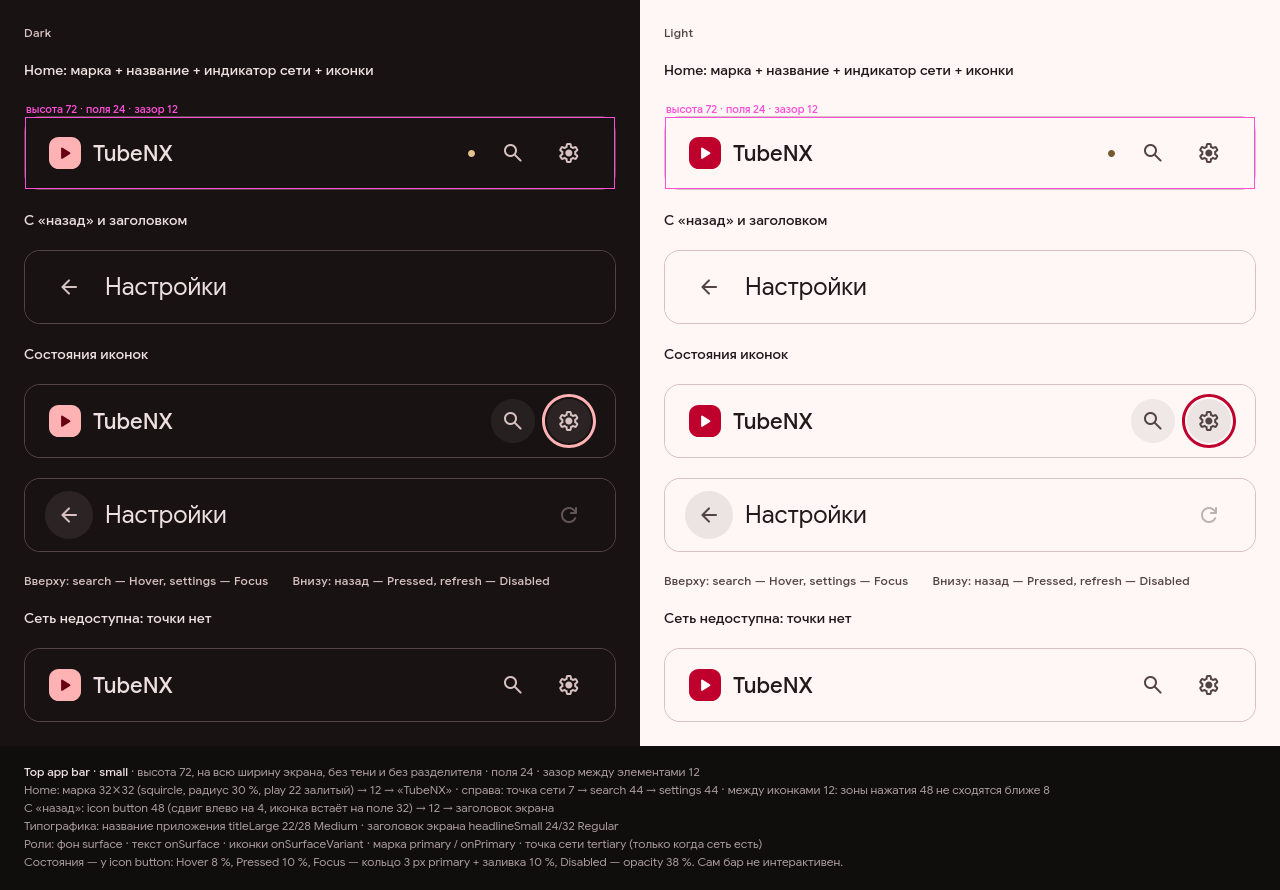 Dark
Home: марка + название + индикатор сети + иконки
высота 72 · поля 24 · зазор 12
TubeNX
С «назад» и заголовком
Настройки
Состояния иконок
TubeNX
Настройки
Вверху: search — Hover, settings — Focus
Внизу: назад — Pressed, refresh — Disabled
Сеть недоступна: точки нет
TubeNX
Light
Home: марка + название + индикатор сети + иконки
высота 72 · поля 24 · зазор 12
TubeNX
С «назад» и заголовком
Настройки
Состояния иконок
TubeNX
Настройки
Вверху: search — Hover, settings — Focus
Внизу: назад — Pressed, refresh — Disabled
Сеть недоступна: точки нет
TubeNX
Top app bar · small · высота 72, на всю ширину экрана, без тени и без разделителя · поля 24 · зазор между элементами 12
Home: марка 32×32 (squircle, радиус 30 %, play 22 залитый) → 12 → «TubeNX» · справа: точка сети 7 → search 44 → settings 44 · между иконками 12: зоны нажатия 48 не сходятся ближе 8
С «назад»: icon button 48 (сдвиг влево на 4, иконка встаёт на поле 32) → 12 → заголовок экрана
Типографика: название приложения titleLarge 22/28 Medium · заголовок экрана headlineSmall 24/32 Regular
Роли: фон surface · текст onSurface · иконки onSurfaceVariant · марка primary / onPrimary · точка сети tertiary (только когда сеть есть)
Состояния — у icon button: Hover 8 %, Pressed 10 %, Focus — кольцо 3 px primary + заливка 10 %, Disabled — opacity 38 %. Сам бар не интерактивен.